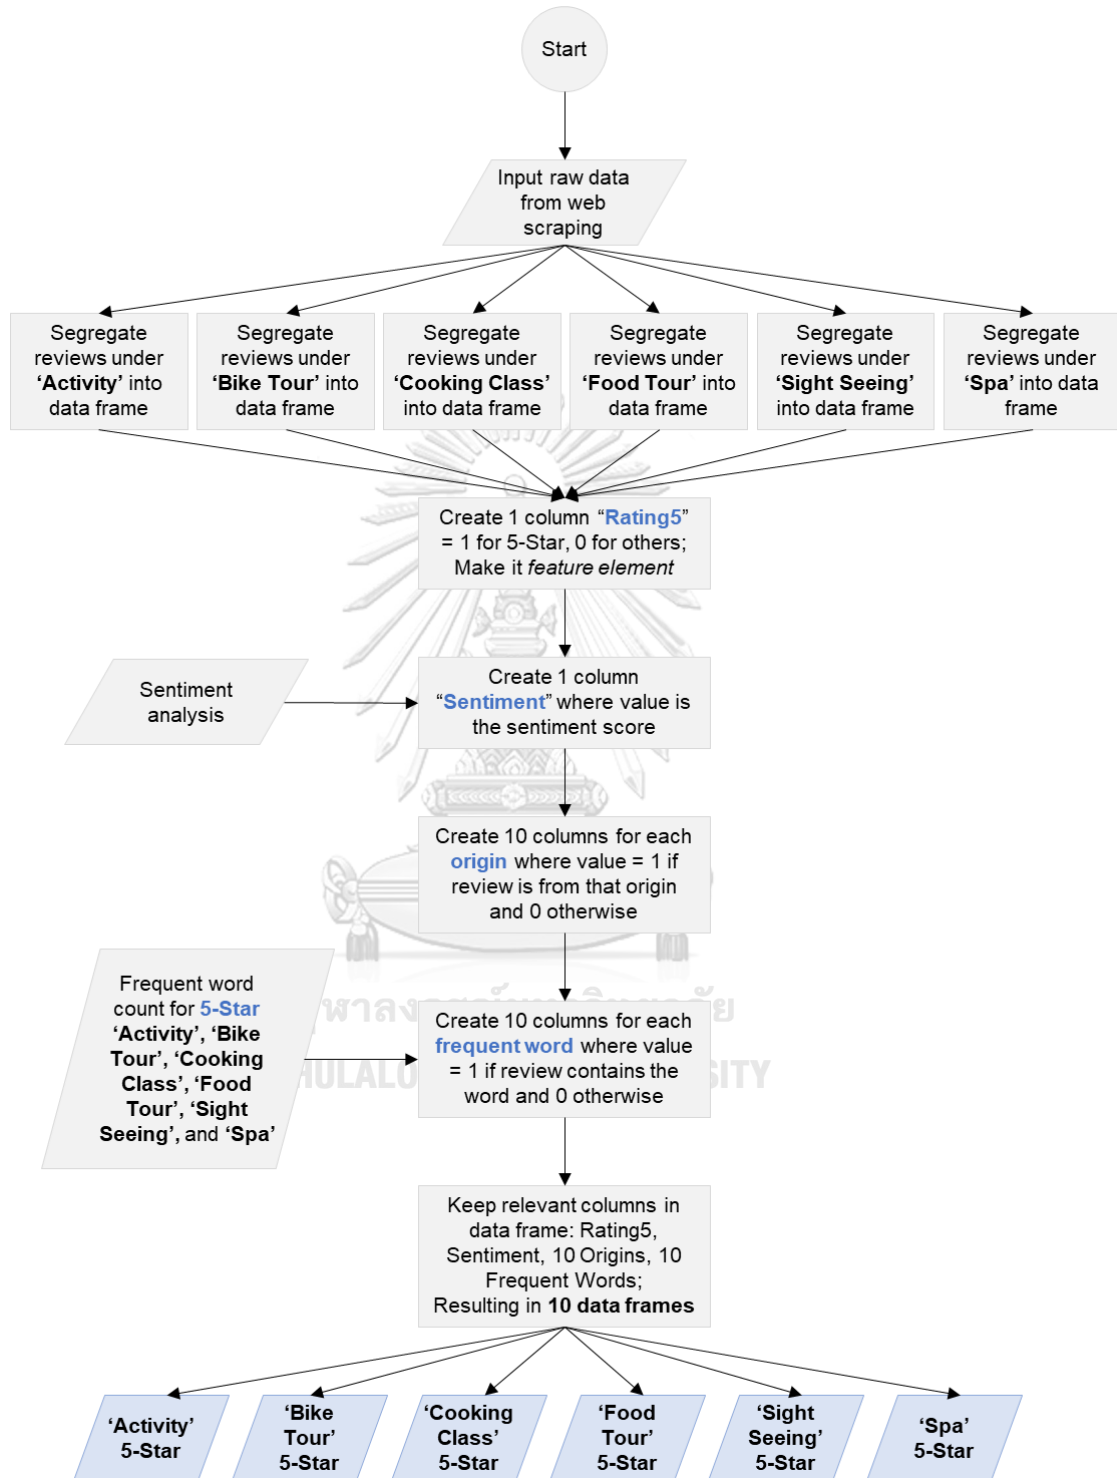 Start
Input raw data
from web
scraping
Segregate
reviews under
‘Activity’ into
data frame
Segregate
reviews under
‘Bike Tour’ into
data frame
Segregate
reviews under
‘Cooking Class’
into data frame
Segregate
reviews under
‘Food Tour’ into
data frame
Segregate
reviews under
‘Sight Seeing’
into data frame
Segregate
reviews under
‘Spa’ into data
frame
Create 1 column “Rating5”
= 1 for 5-Star, 0 for others;
Make it feature element
Sentiment
analysis
Create 1 column
“Sentiment” where value is
the sentiment score
Create 10 columns for each
origin where value = 1 if
review is from that origin
and 0 otherwise
Frequent word
count for 5-Star
‘Activity’, ‘Bike
Tour’, ‘Cooking
Class’, ‘Food
Tour’, ‘Sight
Seeing’, and ‘Spa’
Create 10 columns for each
frequent word where value
= 1 if review contains the
word and 0 otherwise
Keep relevant columns in
data frame: Rating5,
Sentiment, 10 Origins, 10
Frequent Words;
Resulting in 10 data frames
‘Activity’
5-Star
‘Bike
Tour’
5-Star
‘Cooking
Class’
5-Star
‘Food
Tour’
5-Star
‘Sight
Seeing’
5-Star
‘Spa’
5-Star